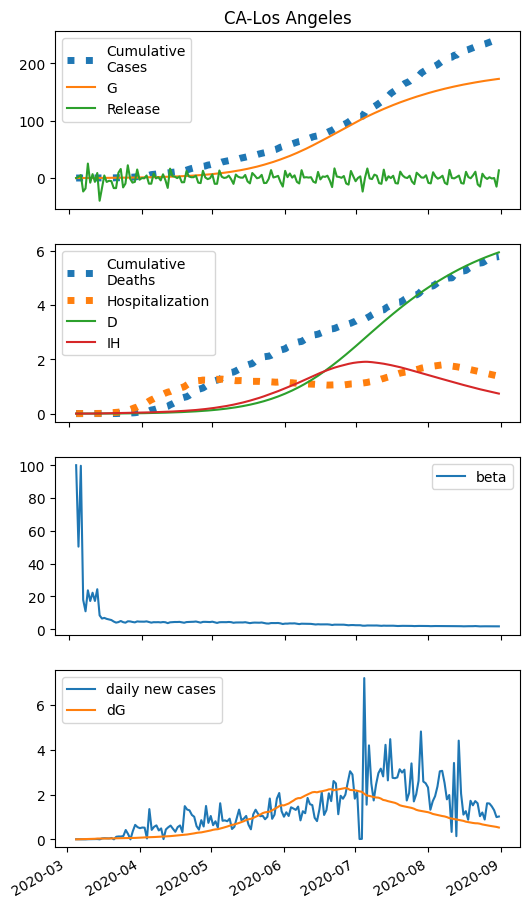 CA-Los Angeles
Cumulative
Cases
G
Release
200
100
0
Cumulative
Deaths
Hospitalization
D
IH
6
4
2
0
beta
100
80
60
40
20
0
daily new cases
dG
6
4
2
0
2020-03
2020-04
2020-05
2020-06
2020-07
2020-08
2020-09